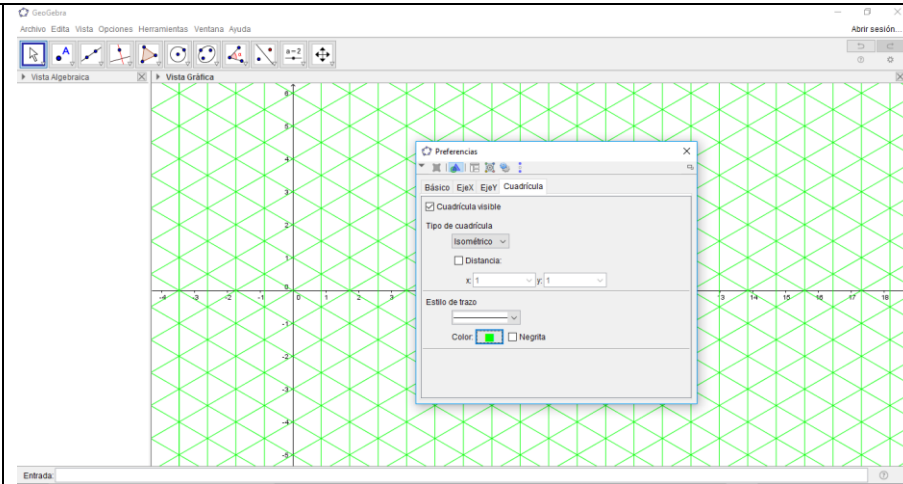 GeoGebra
Archivo Edita Vista Opciones Herramientas Ventana Ayuda
Abrir sesión...
A
a=2
Vista Algebraica
Vista Gráfica
6
5
4
3
2
1
0
-4 -3 -2 -1 0 1 2 3
13 14 15 16 17 18
-1
-2
-3
-4
-5
Preferencias
Básico EjeX EjeY Cuadrícula
Cuadrícula visible
Tipo de cuadrícula
Isométrico
Distancia:
x: 1 y: 1
Estilo de trazo
Color: Negrita
Entrada: